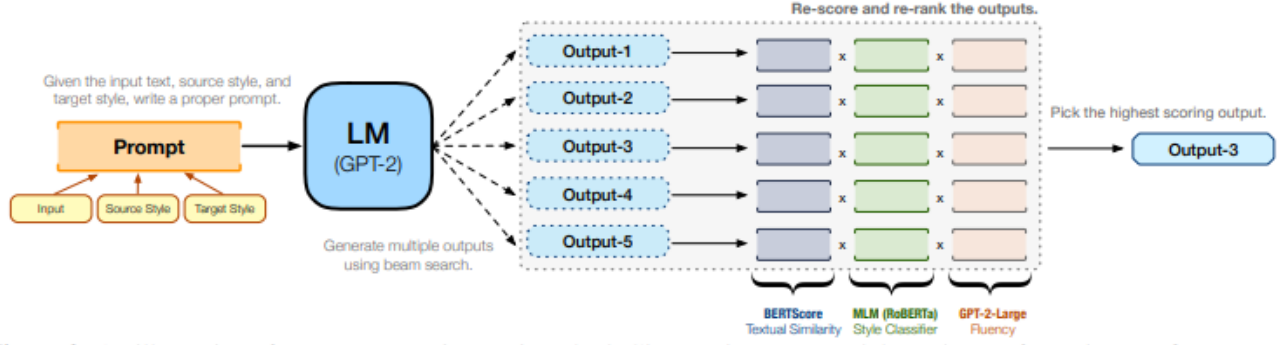 Re-score and re-rank the outputs.
Given the input text, source style, and
target style, write a proper prompt.
Prompt
Input
Source Style
Target Style
LM
(GPT-2)
Generate multiple outputs
using beam search.
Output-1
x
x
Output-2
x
x
Output-3
x
x
Output-4
x
x
Output-5
x
x
BERTScore
Textual Similarity
MLM (RoBERTa)
Style Classifier
GPT-2-Large
Fluency
Pick the highest scoring output.
Output-3